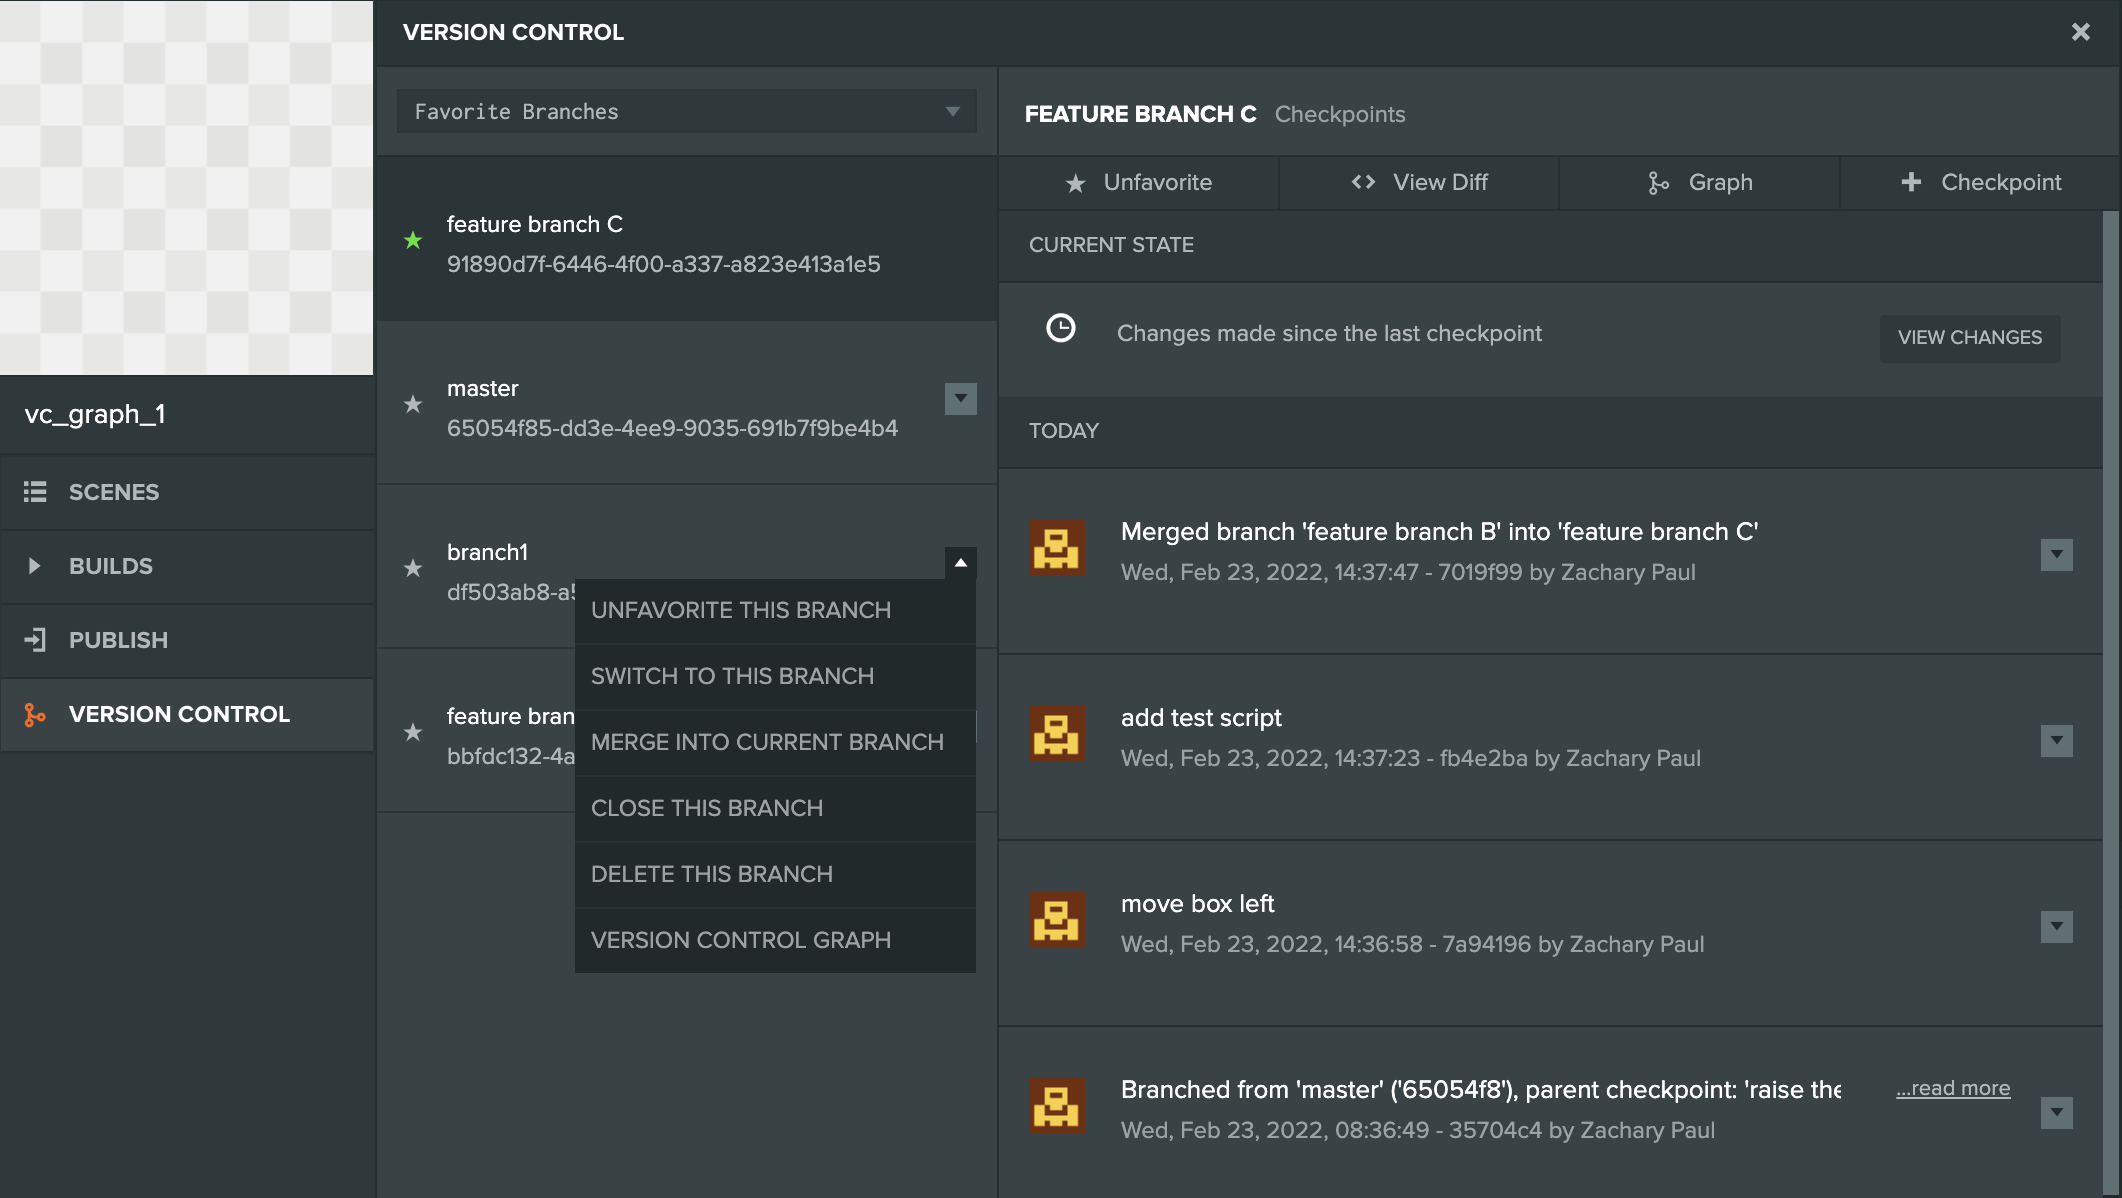 VERSION CONTROL
vc_graph_1
SCENES
BUILDS
PUBLISH
VERSION CONTROL
Favorite Branches
feature branch C
91890d7f-6446-4f00-a337-a823e413a1e5
master
65054f85-dd3e-4ee9-9035-691b7f9be4b4
branch1
df503ab8-a5
feature bran
bbfdc132-4a
UNFAVORITE THIS BRANCH
SWITCH TO THIS BRANCH
MERGE INTO CURRENT BRANCH
CLOSE THIS BRANCH
DELETE THIS BRANCH
VERSION CONTROL GRAPH
FEATURE BRANCH C Checkpoints
Unfavorite View Diff Graph Checkpoint
CURRENT STATE
Changes made since the last checkpoint
VIEW CHANGES
TODAY
Merged branch 'feature branch B' into 'feature branch C'
Wed, Feb 23, 2022, 14:37:47 - 7019f99 by Zachary Paul
add test script
Wed, Feb 23, 2022, 14:37:23 - fb4e2ba by Zachary Paul
move box left
Wed, Feb 23, 2022, 14:36:58 - 7a94196 by Zachary Paul
Branched from 'master' ('65054f8'), parent checkpoint: 'raise the ...read more
Wed, Feb 23, 2022, 08:36:49 - 35704c4 by Zachary Paul